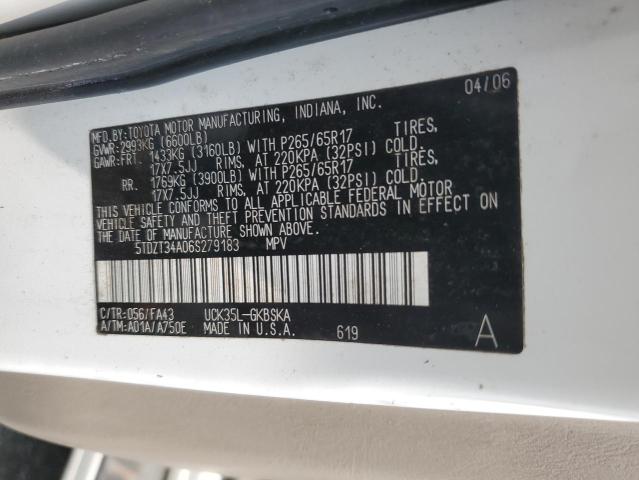 04/06
MFD.BY:TOYOTA MOTOR MANUFACTURING, INDIANA, INC.
GVWR:2993KG (6600LB)
GAWR:FRT. 1433KG (3160LB) WITH P265/65R17 TIRES,
17X7.5JJ RIMS, AT 220KPA (32PSI) COLD.
RR. 1769KG (3900LB) WITH P265/65R17 TIRES,
17X7.5JJ RIMS, AT 220KPA (32PSI) COLD.
THIS VEHICLE CONFORMS TO ALL APPLICABLE FEDERAL MOTOR
VEHICLE SAFETY AND THEFT PREVENTION STANDARDS IN EFFECT ON
THE DATE OF MANUFACTURE SHOWN ABOVE.
5TDZT34A06S279183 MPV
C/TR:056/FA43 UCK35L-GKBSKA
A/TM:A01A/A750E MADE IN U.S.A. 619 A